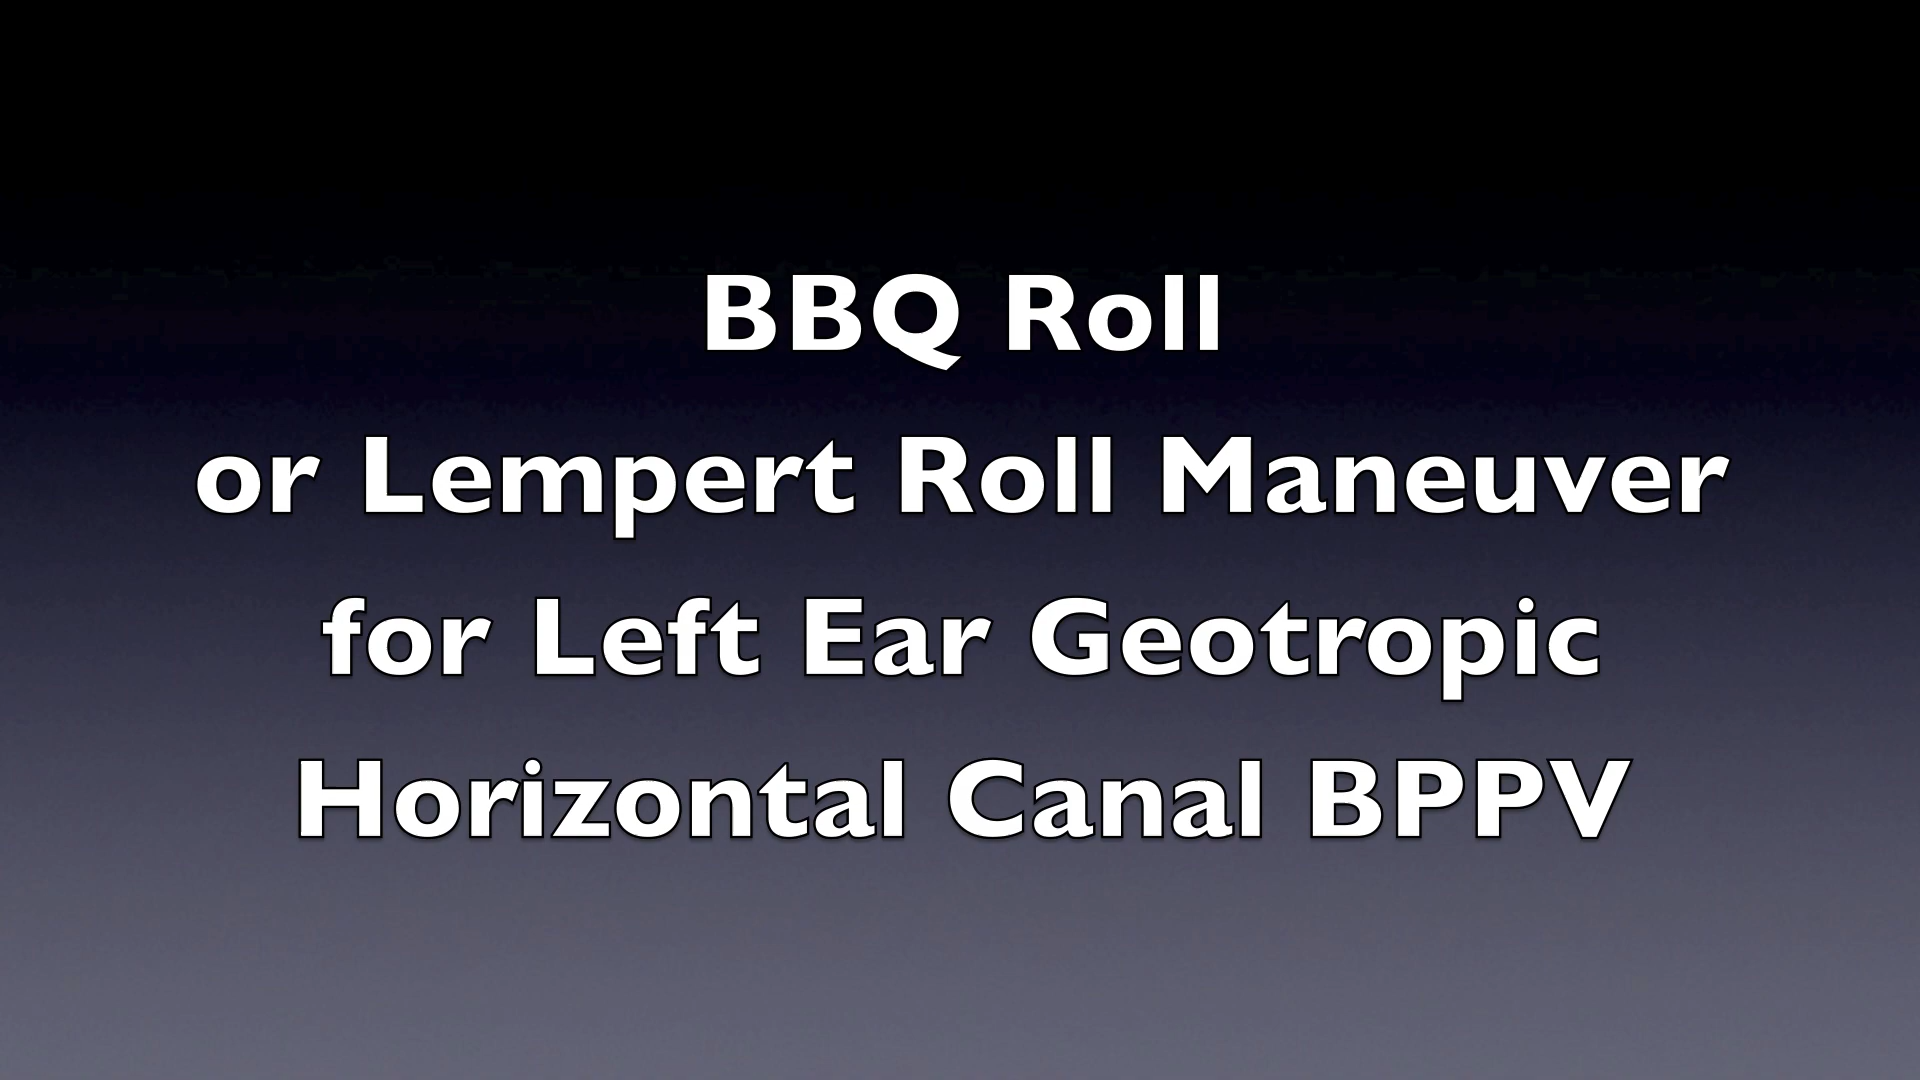 BBQ Roll
or Lempert Roll Maneuver
for Left Ear Geotropic
Horizontal Canal BPPV